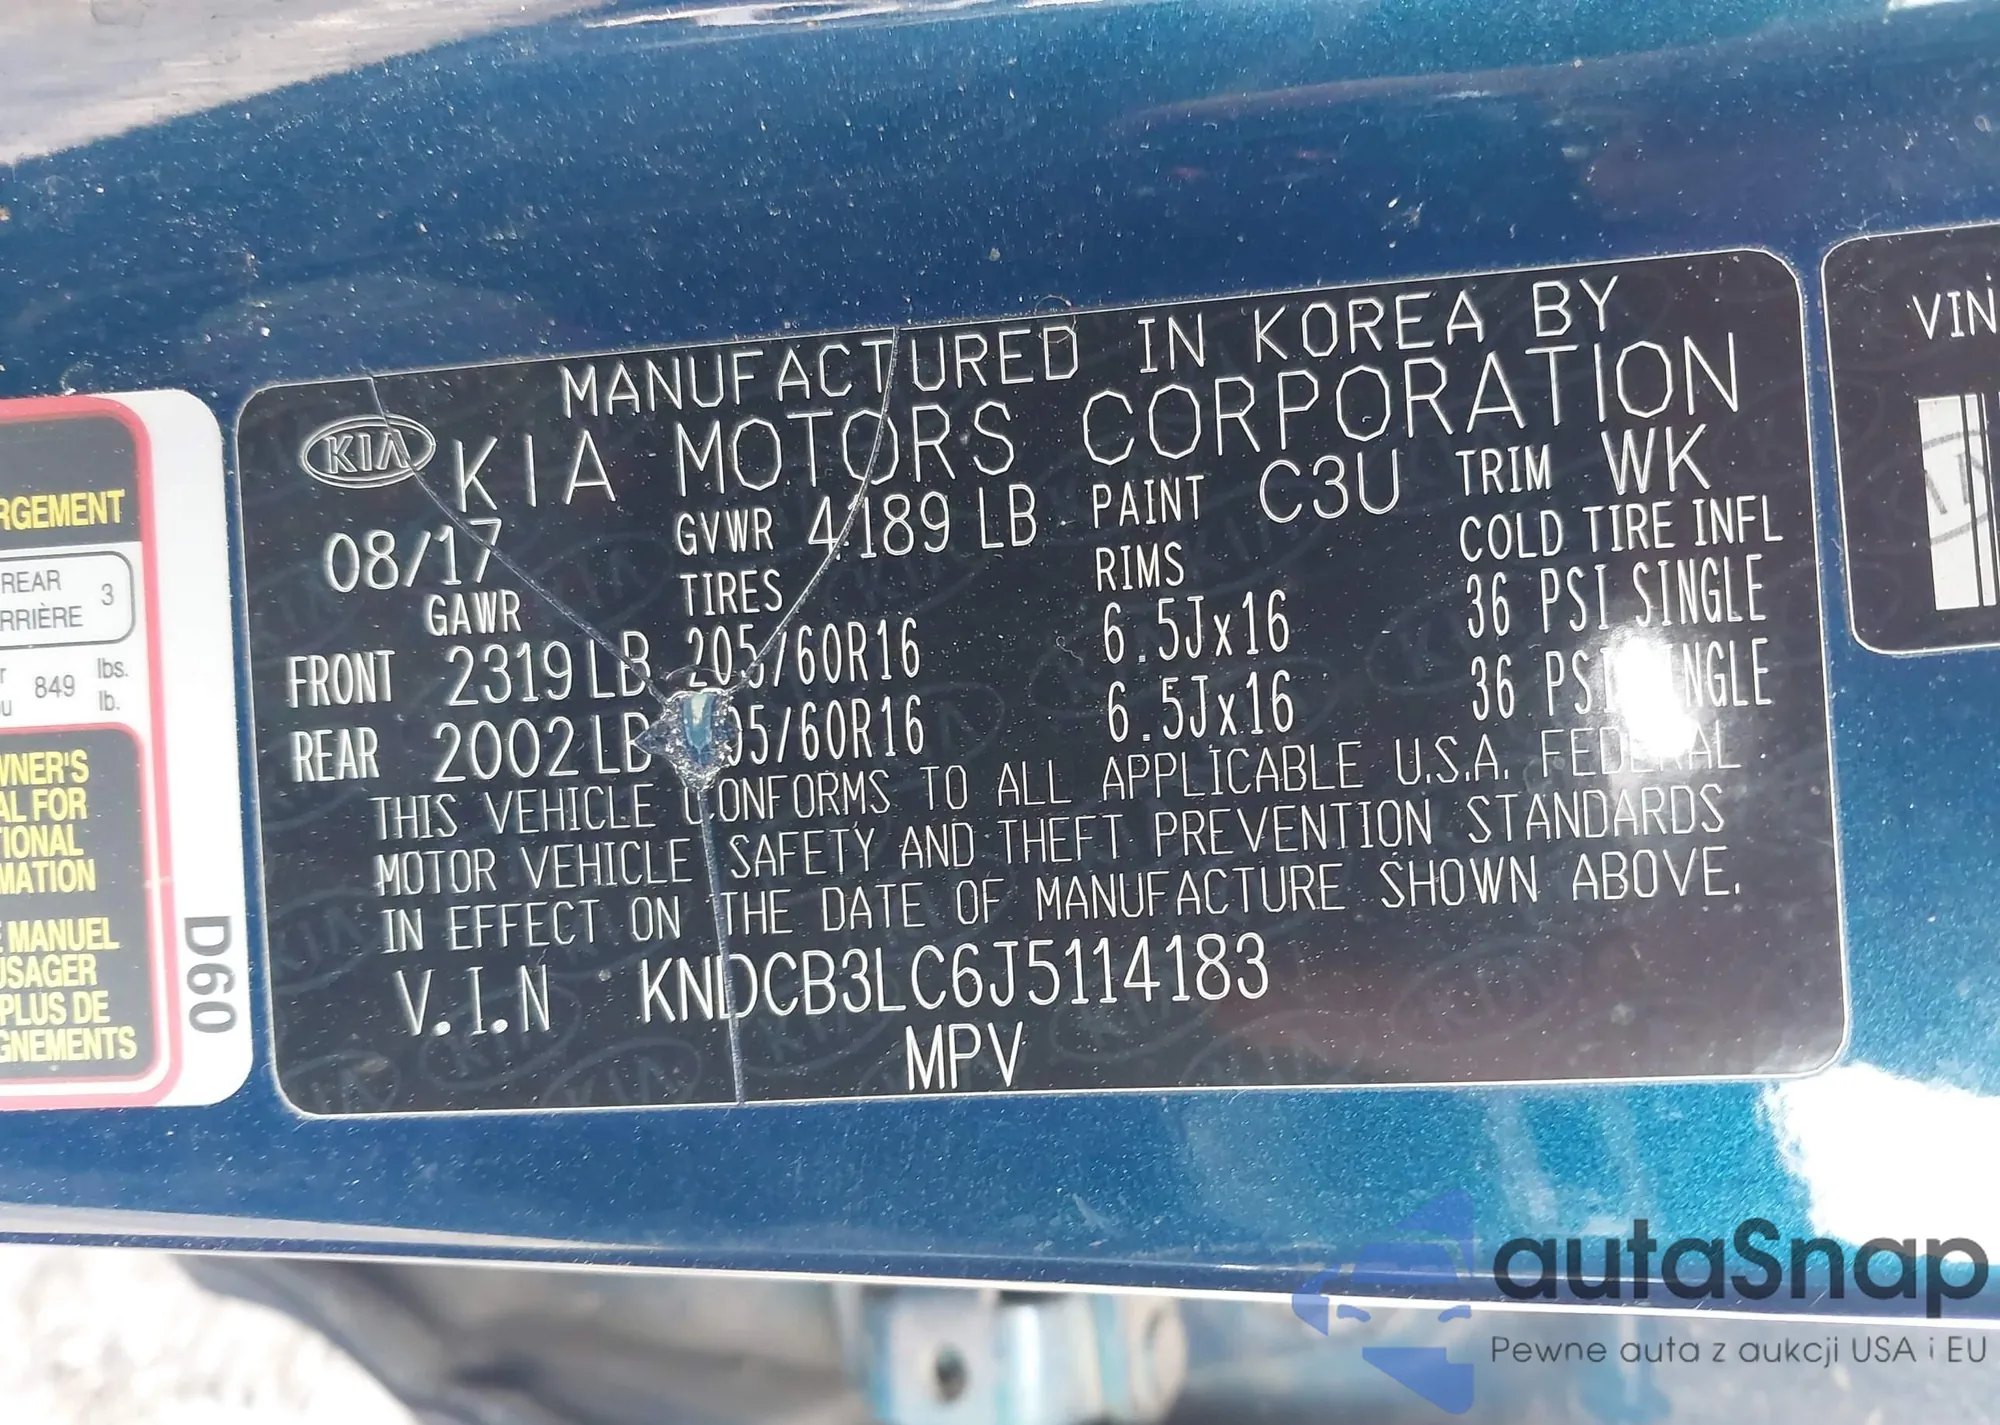 MANUFACTURED IN KOREA BY
KIA KIA MOTORS CORPORATION
08/17 GVWR 4,189 LB PAINT C3U TRIM WK
GAWR TIRES RIMS COLD TIRE INFL
FRONT 2319 LB 205/60R16 6.5Jx16 36 PSI SINGLE
REAR 2002 LB 05/60R16 6.5Jx16 36 PSI NGLE
THIS VEHICLE CONFORMS TO ALL APPLICABLE U.S.A. FEDERAL
MOTOR VEHICLE SAFETY AND THEFT PREVENTION STANDARDS
IN EFFECT ON THE DATE OF MANUFACTURE SHOWN ABOVE.
V.I.N KNDCB3LC6J5114183
MPV
RGEMENT
REAR 3
RRIÈRE
849 lbs.
lb.
WNER'S
AL FOR
TIONAL
MATION
E MANUEL
USAGER
PLUS DE
GNEMENTS
D60
VIN
autaSnap
Pewne auta z aukcji USA i EU